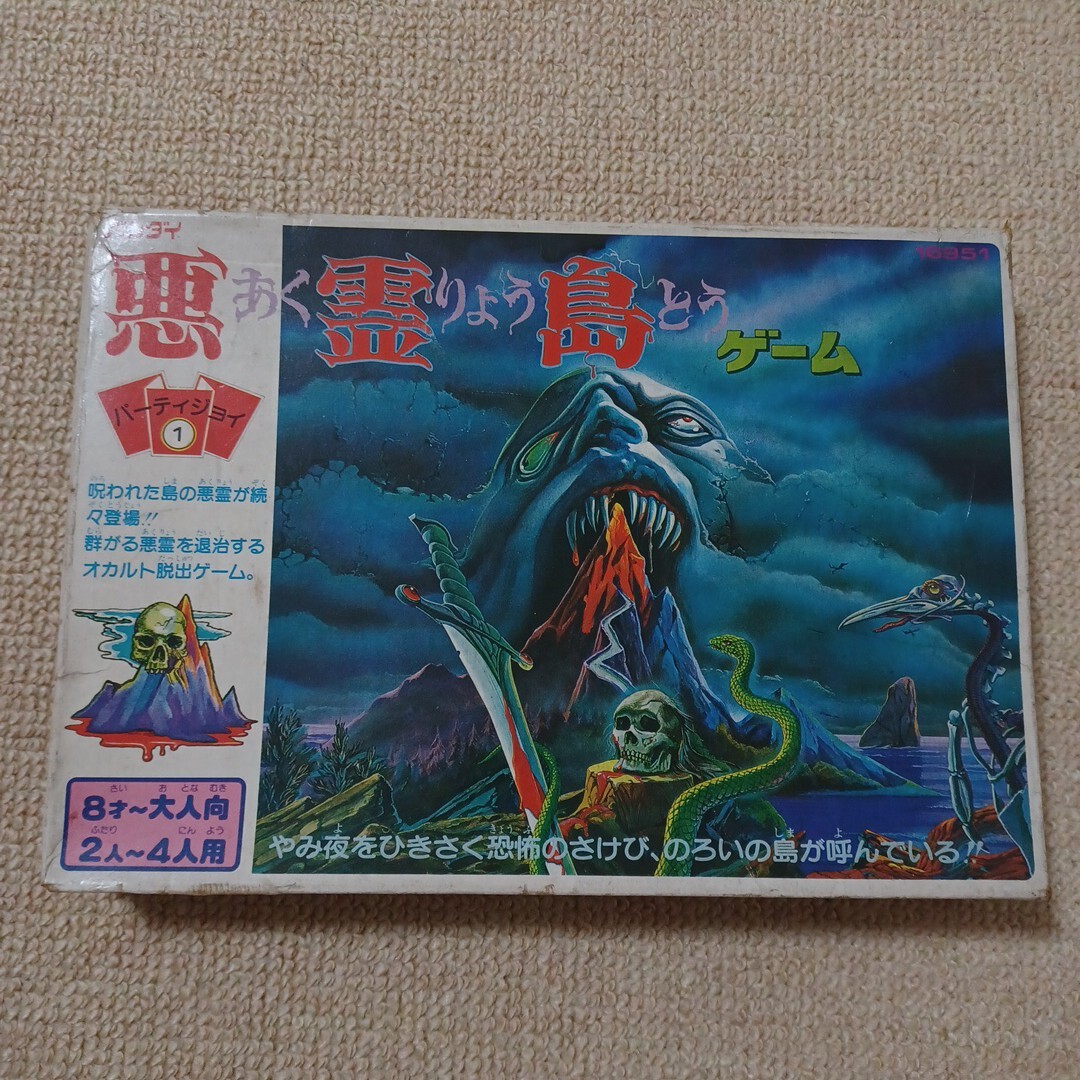 ンダイ
悪あく霊りょう島とうゲーム
16351
パーティジョイ
1
呪われた島の悪霊が続
々登場!!
群がる悪霊を退治する
オカルト脱出ゲーム。
8才〜大人向
2人〜4人用
やみ夜をひきさく恐怖のさけび、のろいの島が呼んでいる!!